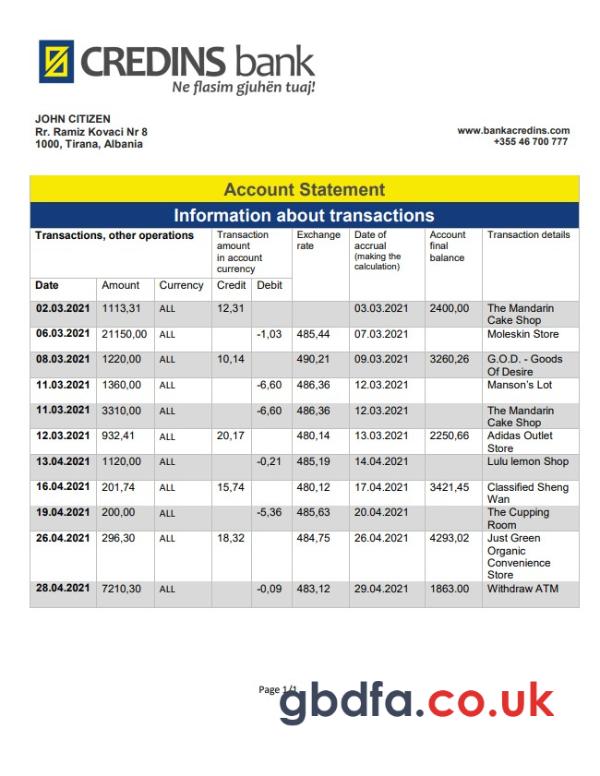 CREDINS bank
Ne flasim gjuhën tuaj!
JOHN CITIZEN
Rr. Ramiz Kovaci Nr 8
1000, Tirana, Albania
www.bankacredins.com
+355 46 700 777
Account Statement
Information about transactions
Transactions, other operations Transaction amount in account currency Exchange rate Date of accrual (making the calculation) Account final balance Transaction details
Date Amount Currency Credit Debit
02.03.2021 1113,31 ALL 12,31 03.03.2021 2400,00 The Mandarin Cake Shop
06.03.2021 21150,00 ALL -1,03 485,44 07.03.2021 Moleskin Store
08.03.2021 1220,00 ALL 10,14 490,21 09.03.2021 3260,26 G.O.D. - Goods Of Desire
11.03.2021 1360,00 ALL -6,60 486,36 12.03.2021 Manson's Lot
11.03.2021 3310,00 ALL -6,60 486,36 12.03.2021 The Mandarin Cake Shop
12.03.2021 932,41 ALL 20,17 480,14 13.03.2021 2250,66 Adidas Outlet Store
13.04.2021 1120,00 ALL -0,21 485,19 14.04.2021 Lulu lemon Shop
16.04.2021 201,74 ALL 15,74 480,12 17.04.2021 3421,45 Classified Sheng Wan
19.04.2021 200,00 ALL -5,36 485,63 20.04.2021 The Cupping Room
26.04.2021 296,30 ALL 18,32 484,75 26.04.2021 4293,02 Just Green Organic Convenience Store
28.04.2021 7210,30 ALL -0,09 483,12 29.04.2021 1863.00 Withdraw ATM
Page 1/1
gbdfa.co.uk